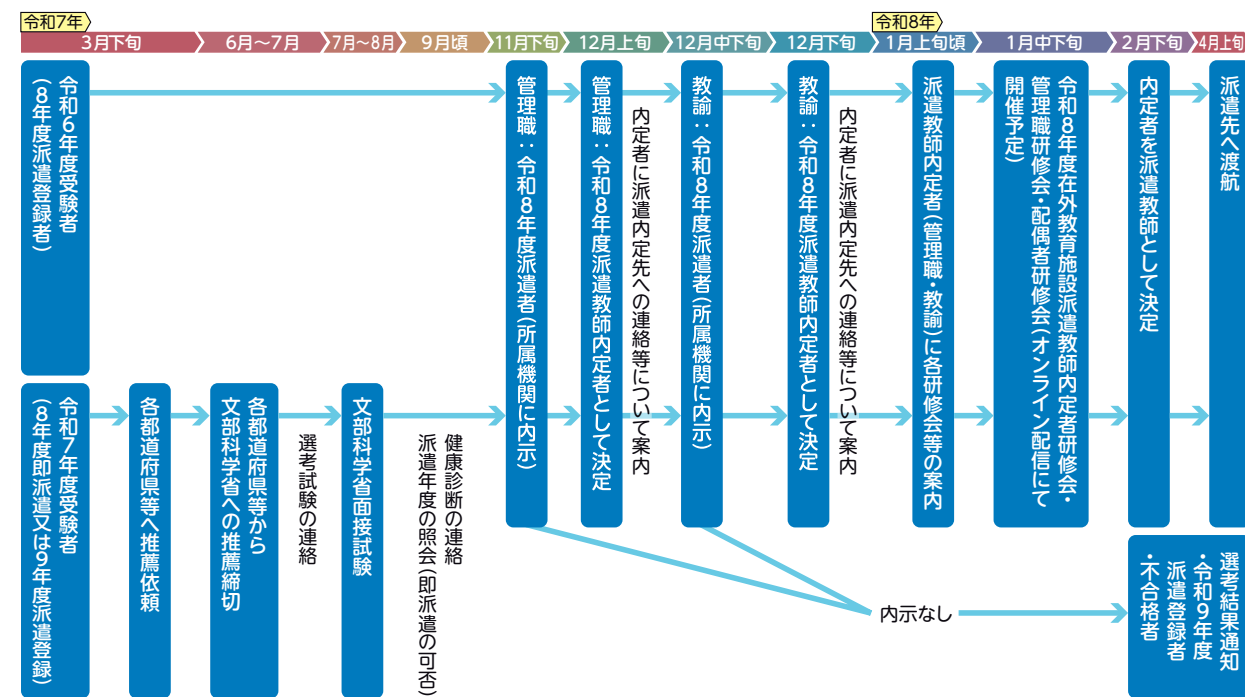 令和7年
令和8年
3月下旬
6月〜7月
7月〜8月
9月頃
11月下旬
12月上旬
12月中下旬
12月下旬
1月上旬頃
1月中下旬
2月下旬
4月上旬
令和6年度受験者
(8年度派遣登録者)
管理職：令和8年度派遣者(所属機関に内示)
管理職：令和8年度派遣教師内定者として決定
内定者に派遣内定先への連絡等について案内
教諭：令和8年度派遣者(所属機関に内示)
教諭：令和8年度派遣教師内定者として決定
内定者に派遣内定先への連絡等について案内
派遣教師内定者(管理職・教諭)に各研修会等の案内
令和8年度在外教育施設派遣教師内定者研修会・
管理職研修会・配偶者研修会(オンライン配信にて
開催予定)
内定者を派遣教師として決定
派遣先へ渡航
令和7年度受験者
(8年度即派遣又は9年度派遣登録)
各都道府県等へ推薦依頼
各都道府県等から
文部科学省への推薦締切
選考試験の連絡
文部科学省面接試験
健康診断の連絡
派遣年度の照会(即派遣の可否)
内示なし
選考結果通知
・令和9年度
派遣登録者
・不合格者